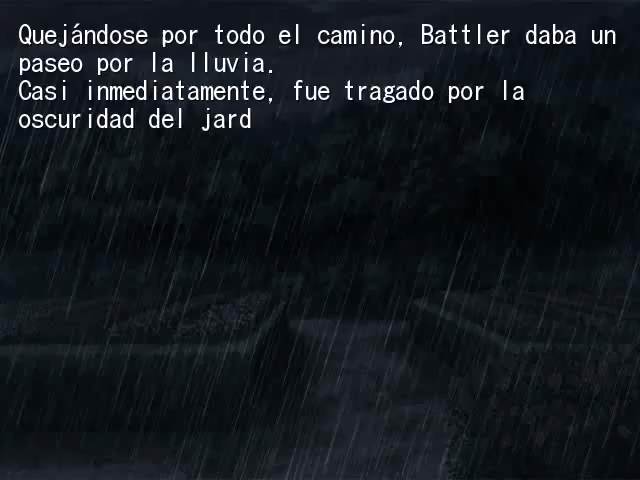 Quejándose por todo el camino, Battler daba un
paseo por la lluvia.
Casi inmediatamente, fue tragado por la
oscuridad del jard